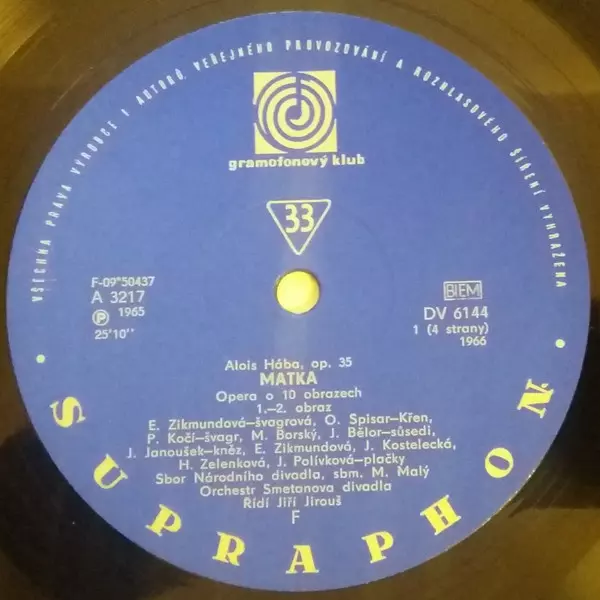 VŠECHNA PRÁVA VÝROBCE I AUTORŮ, VEŘEJNÉHO PROVOZOVÁNÍ A ROZHLASOVÉHO ŠÍŘENÍ VYHRAŽENA
gramofonový klub
33
F-09*50437
A 3217
Ⓟ 1965
25'10''
BIEM
DV 6144
1 (4 strany)
1966
Alois Hába, op. 35
MATKA
Opera o 10 obrazech
1.–2. obraz
E. Zikmundová–švagrová, O. Spisar–Křen,
P. Kočí–švagr, M. Borský, J. Bělor–sůsedi,
J. Janoušek–kněz, E. Zikmundová, J. Kostelecká,
H. Zelenková, J. Polívková–plačky
Sbor Národního divadla, sbm. M. Malý
Orchestr Smetanova divadla
Řídí Jiří Jirouš
F
SUPRAPHON